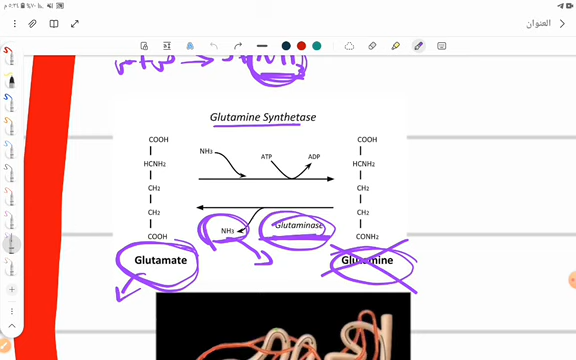 العنوان
Glutamine Synthetase
COOH
HCNH2
CH2
CH2
COOH
Glutamate
NH3
ATP
ADP
NH3
Glutaminase
COOH
HCNH2
CH2
CH2
CONH2
Glutamine